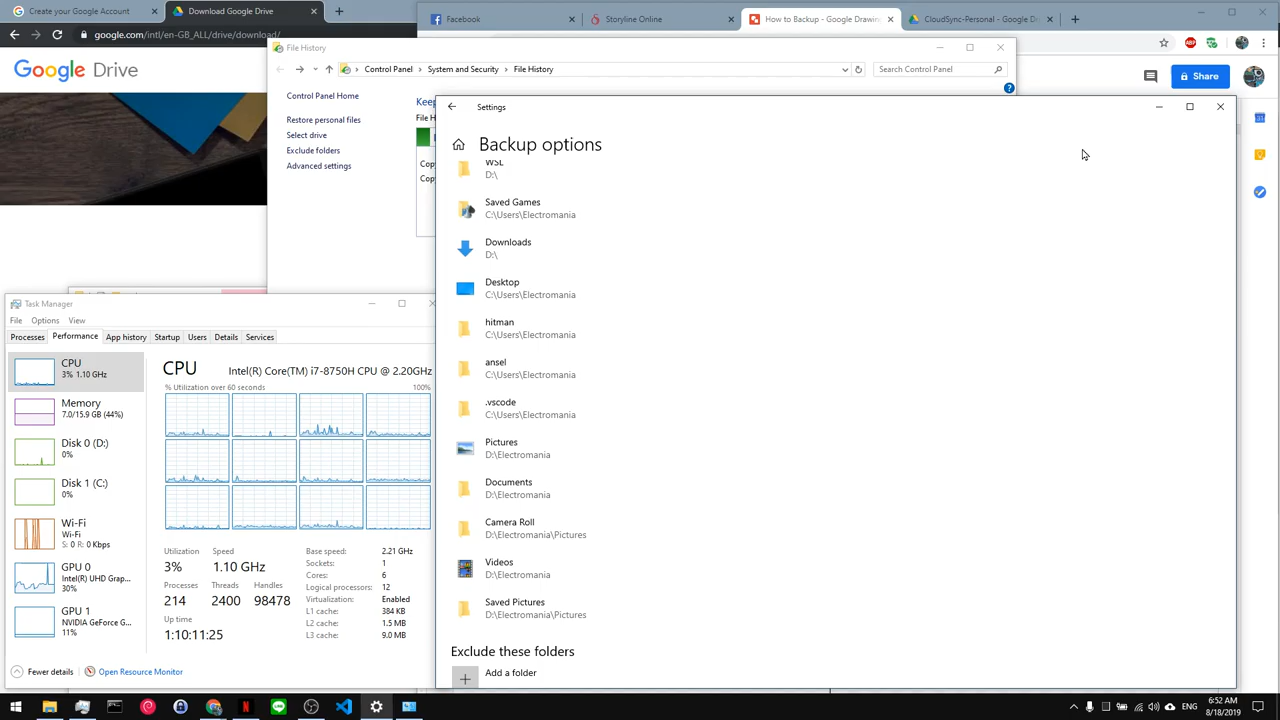 Create your Google Account
Download Google Drive
Facebook
Storyline Online
How to Backup - Google Drawin
CloudSync-Personal - Google D
google.com/intl/en-GB_ALL/drive/download/
File History
Google Drive
Control Panel > System and Security > File History
Search Control Panel
Share
Control Panel Home
Restore personal files
Select drive
Exclude folders
Advanced settings
Keep
File H
Copy
Copy
Settings
Backup options
WSL
D:\
Saved Games
C:\Users\Electromania
Downloads
D:\
Desktop
C:\Users\Electromania
hitman
C:\Users\Electromania
ansel
C:\Users\Electromania
.vscode
C:\Users\Electromania
Pictures
D:\Electromania
Documents
D:\Electromania
Camera Roll
D:\Electromania\Pictures
Videos
D:\Electromania
Saved Pictures
D:\Electromania\Pictures
Exclude these folders
Add a folder
Task Manager
File Options View
Processes Performance App history Startup Users Details Services
CPU
3% 1.10 GHz
Memory
7.0/15.9 GB (44%)
Disk 0 (D:)
0%
Disk 1 (C:)
0%
Wi-Fi
Wi-Fi
S: 0 R: 0 Kbps
GPU 0
Intel(R) UHD Grap...
30%
GPU 1
NVIDIA GeForce G...
11%
CPU
Intel(R) Core(TM) i7-8750H CPU @ 2.20GHz
% Utilization over 60 seconds 100%
Utilization Speed
3% 1.10 GHz
Processes Threads Handles
214 2400 98478
Up time
1:10:11:25
Base speed: 2.21 GHz
Sockets: 1
Cores: 6
Logical processors: 12
Virtualization: Enabled
L1 cache: 384 KB
L2 cache: 1.5 MB
L3 cache: 9.0 MB
Fewer details Open Resource Monitor
ENG
6:52 AM
8/18/2019